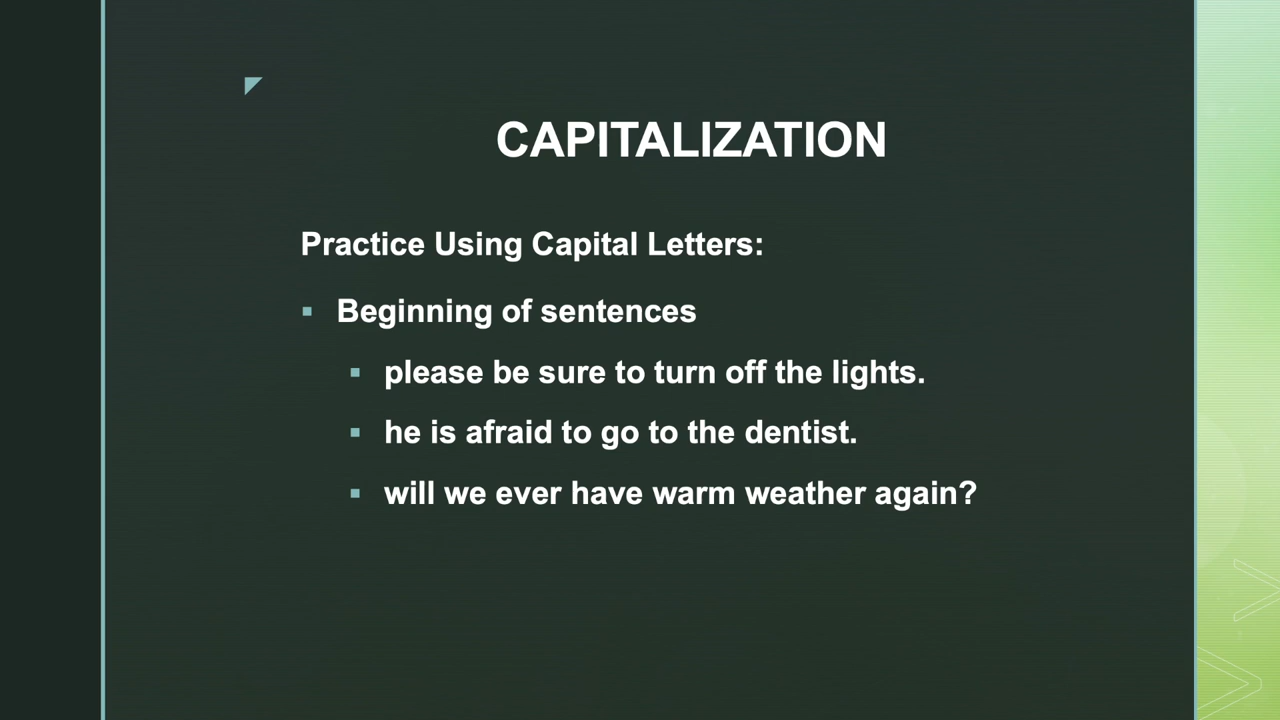 CAPITALIZATION
Practice Using Capital Letters:
Beginning of sentences
please be sure to turn off the lights.
he is afraid to go to the dentist.
will we ever have warm weather again?